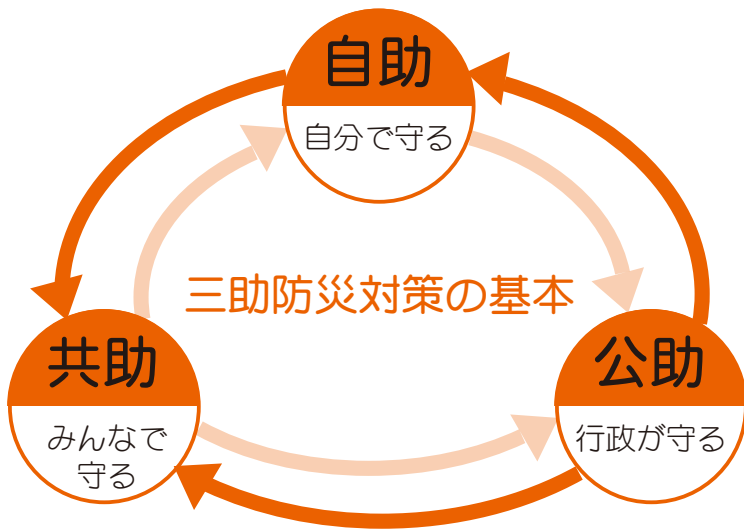 自助
自分で守る
三助防災対策の基本
共助
みんなで
守る
公助
行政が守る